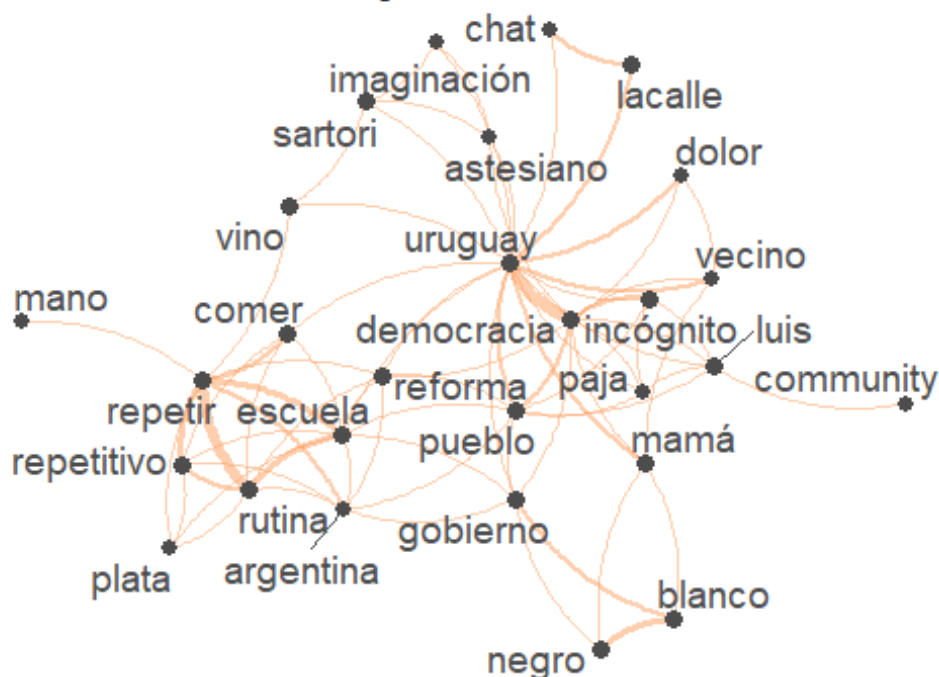 chat
imaginación
lacalle
sartori
astesiano
dolor
vino
uruguay
vecino
mano
comer
democracia
incógnito
luis
repetir
escuela
reforma
paja
community
repetitivo
pueblo
mamá
rutina
gobierno
plata
argentina
blanco
negro